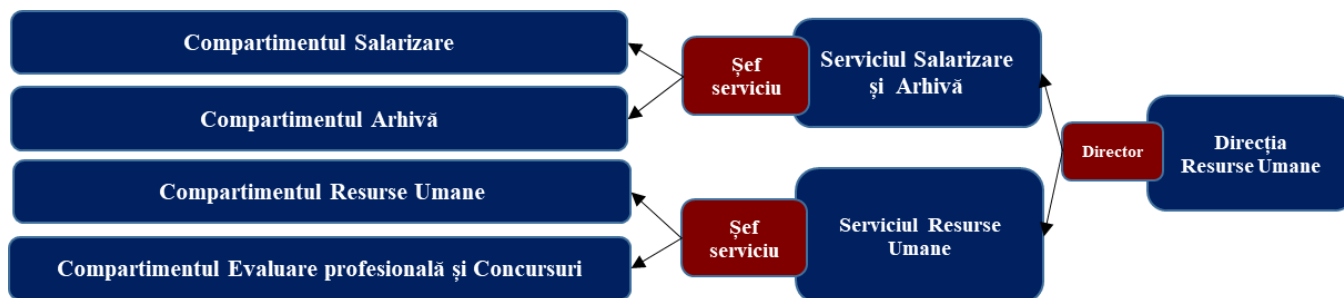 Compartimentul Salarizare
Compartimentul Arhivă
Șef
serviciu
Serviciul Salarizare
și Arhivă
Director
Direcția
Resurse Umane
Compartimentul Resurse Umane
Compartimentul Evaluare profesională și Concursuri
Șef
serviciu
Serviciul Resurse
Umane